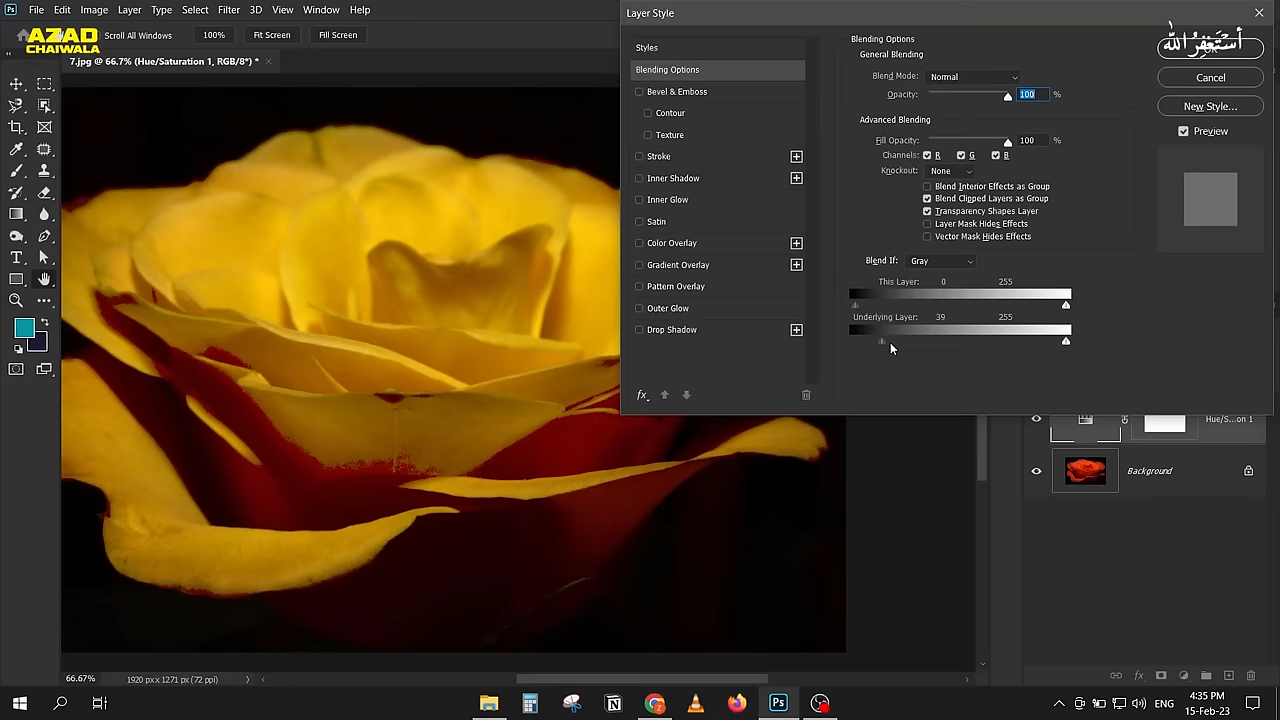 Ps File Edit Image Layer Type Select Filter 3D View Window Help
AZAD
CHAIWALA
Scroll All Windows 100% Fit Screen Fill Screen
7.jpg @ 66.7% (Hue/Saturation 1, RGB/8*) *
Layer Style
Styles
Blending Options
Bevel & Emboss
Contour
Texture
Stroke
Inner Shadow
Inner Glow
Satin
Color Overlay
Gradient Overlay
Pattern Overlay
Outer Glow
Drop Shadow
fx
Blending Options
General Blending
Blend Mode: Normal
Opacity: 100 %
Advanced Blending
Fill Opacity: 100 %
Channels: R G B
Knockout: None
Blend Interior Effects as Group
Blend Clipped Layers as Group
Transparency Shapes Layer
Layer Mask Hides Effects
Vector Mask Hides Effects
Blend If: Gray
This Layer: 0 255
Underlying Layer: 39 255
أستغفر الله
Cancel
New Style...
Preview
Hue/S...on 1
Background
fx
66.67% 1920 px x 1271 px (72 ppi)
ENG
4:35 PM
15-Feb-23